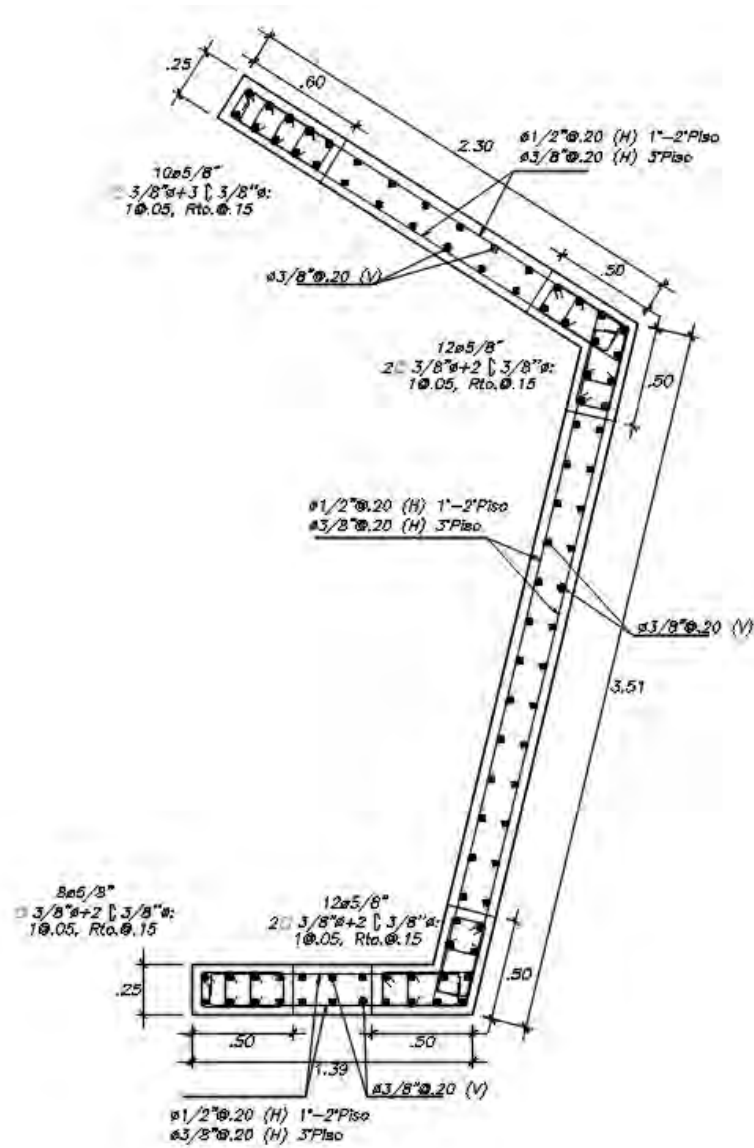 .25
.60
2.30
ø1/2"@.20 (H) 1°-2°Piso
ø3/8"@.20 (H) 3°Piso
10ø5/8"
□ 3/8"ø+3 [ 3/8"ø:
1@.05, Rto.@.15
ø3/8"@.20 (V)
.50
12ø5/8"
2□ 3/8"ø+2 [ 3/8"ø:
1@.05, Rto.@.15
.50
ø1/2"@.20 (H) 1°-2°Piso
ø3/8"@.20 (H) 3°Piso
ø3/8"@.20 (V)
3.51
8ø5/8"
□ 3/8"ø+2 [ 3/8"ø:
1@.05, Rto.@.15
12ø5/8"
2□ 3/8"ø+2 [ 3/8"ø:
1@.05, Rto.@.15
.50
.25
.50
.50
1.39
ø3/8"@.20 (V)
ø1/2"@.20 (H) 1°-2°Piso
ø3/8"@.20 (H) 3°Piso